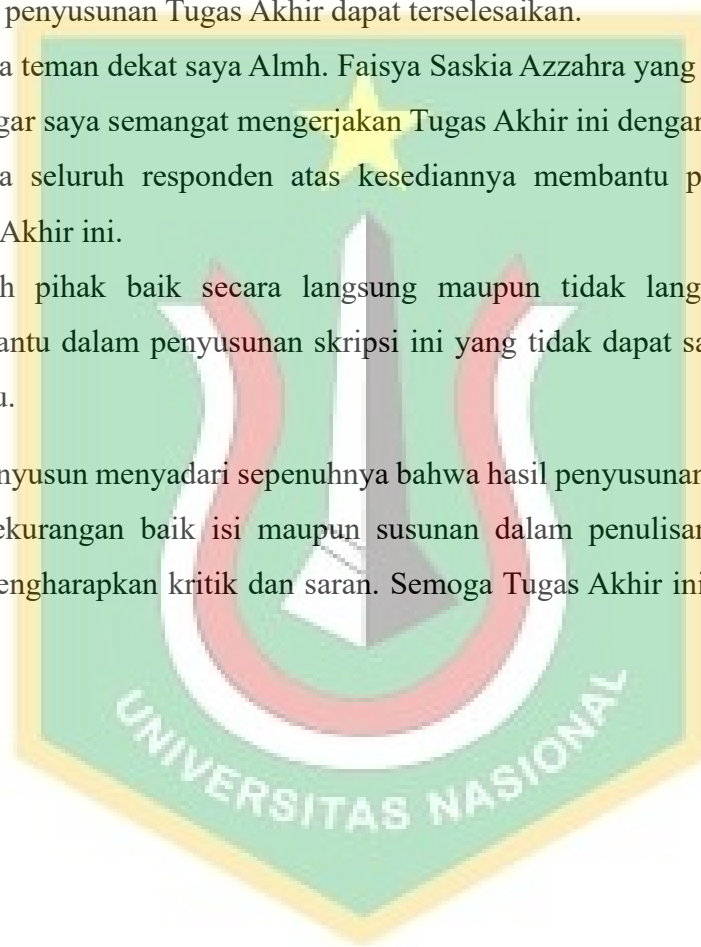 penyusunan Tugas Akhir dapat terselesaikan.
a teman dekat saya Almh. Faisya Saskia Azzahra yang
gar saya semangat mengerjakan Tugas Akhir ini dengan
a seluruh responden atas kesediannya membantu p
Akhir ini.
h pihak baik secara langsung maupun tidak lang
antu dalam penyusunan skripsi ini yang tidak dapat sa
u.
nyusun menyadari sepenuhnya bahwa hasil penyusunan
ekurangan baik isi maupun susunan dalam penulisan
engharapkan kritik dan saran. Semoga Tugas Akhir ini
UNIVERSITAS NASIONAL